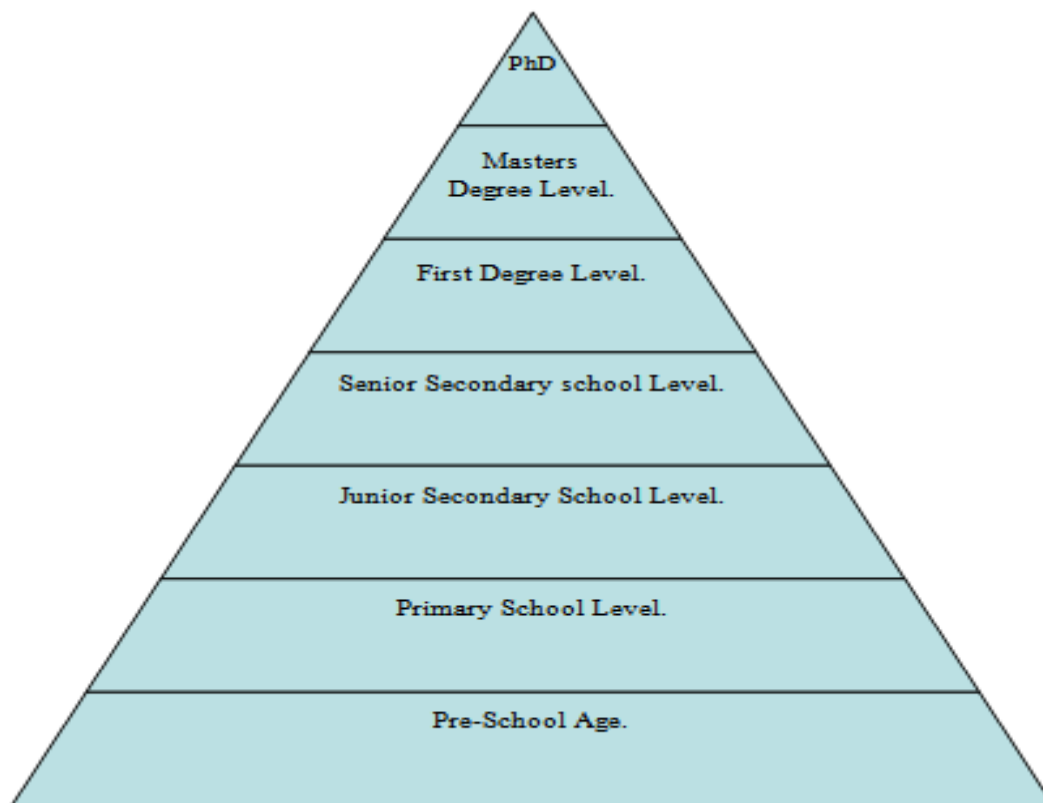 PhD
Masters
Degree Level.
First Degree Level.
Senior Secondary school Level.
Junior Secondary School Level.
Primary School Level.
Pre-School Age.